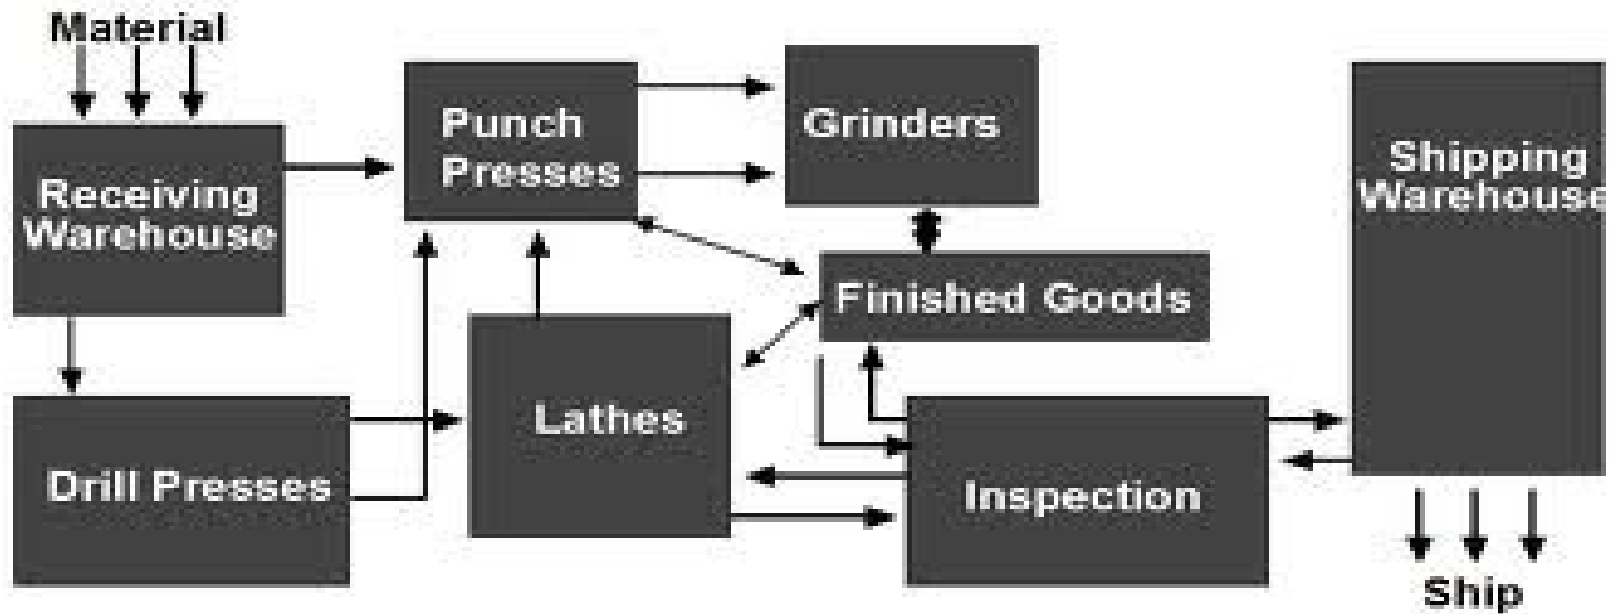 Material
Receiving
Warehouse
Punch
Presses
Grinders
Shipping
Warehouse
Finished Goods
Lathes
Drill Presses
Inspection
Ship